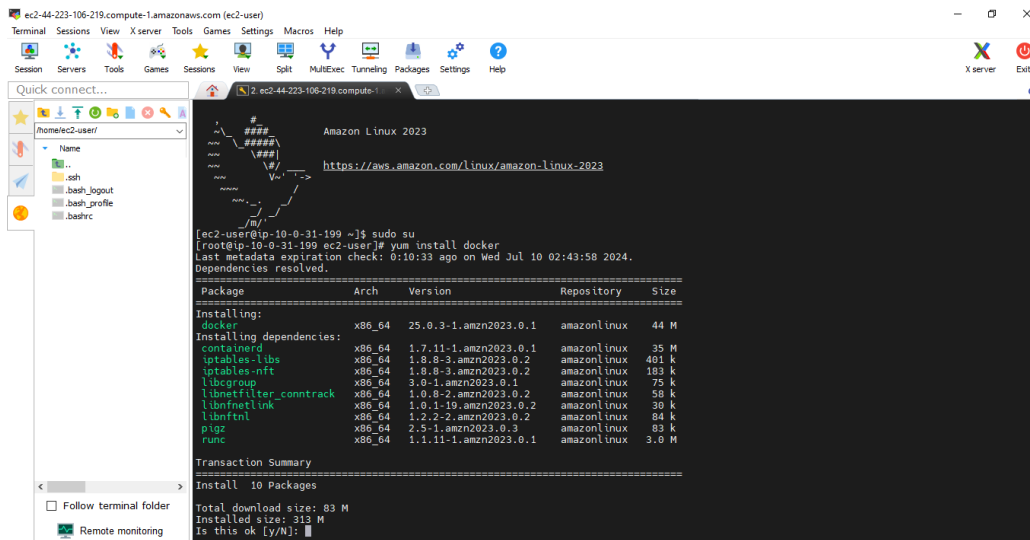 ec2-44-223-106-219.compute-1.amazonaws.com (ec2-user)
Terminal Sessions View X server Tools Games Settings Macros Help
Session Servers Tools Games Sessions View Split MultiExec Tunneling Packages Settings Help X server Exit
Quick connect...
2. ec2-44-223-106-219.compute-1.a
/home/ec2-user/
Name
..
.ssh
.bash_logout
.bash_profile
.bashrc
Follow terminal folder
Remote monitoring
   ,     #_
   ~\_  ####_        Amazon Linux 2023
  ~~  \_#####\
  ~~     \###|
  ~~       \#/ ___   https://aws.amazon.com/linux/amazon-linux-2023
   ~~       V~' '->
    ~~~         /
      ~~._.   _/
         _/ _/
       _/m/'
[ec2-user@ip-10-0-31-199 ~]$ sudo su
[root@ip-10-0-31-199 ec2-user]# yum install docker
Last metadata expiration check: 0:10:33 ago on Wed Jul 10 02:43:58 2024.
Dependencies resolved.
================================================================================
Package Arch Version Repository Size
================================================================================
Installing:
docker x86_64 25.0.3-1.amzn2023.0.1 amazonlinux 44 M
Installing dependencies:
containerd x86_64 1.7.11-1.amzn2023.0.1 amazonlinux 35 M
iptables-libs x86_64 1.8.8-3.amzn2023.0.2 amazonlinux 401 k
iptables-nft x86_64 1.8.8-3.amzn2023.0.2 amazonlinux 183 k
libcgroup x86_64 3.0-1.amzn2023.0.1 amazonlinux 75 k
libnetfilter_conntrack x86_64 1.0.8-2.amzn2023.0.2 amazonlinux 58 k
libnfnetlink x86_64 1.0.1-19.amzn2023.0.2 amazonlinux 30 k
libnftnl x86_64 1.2.2-2.amzn2023.0.2 amazonlinux 84 k
pigz x86_64 2.5-1.amzn2023.0.3 amazonlinux 83 k
runc x86_64 1.1.11-1.amzn2023.0.1 amazonlinux 3.0 M
Transaction Summary
================================================================================
Install 10 Packages
Total download size: 83 M
Installed size: 313 M
Is this ok [y/N]: